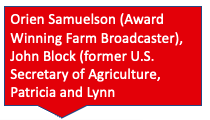 Orien Samuelson (Award
Winning Farm Broadcaster),
John Block (former U.S.
Secretary of Agriculture,
Patricia and Lynn